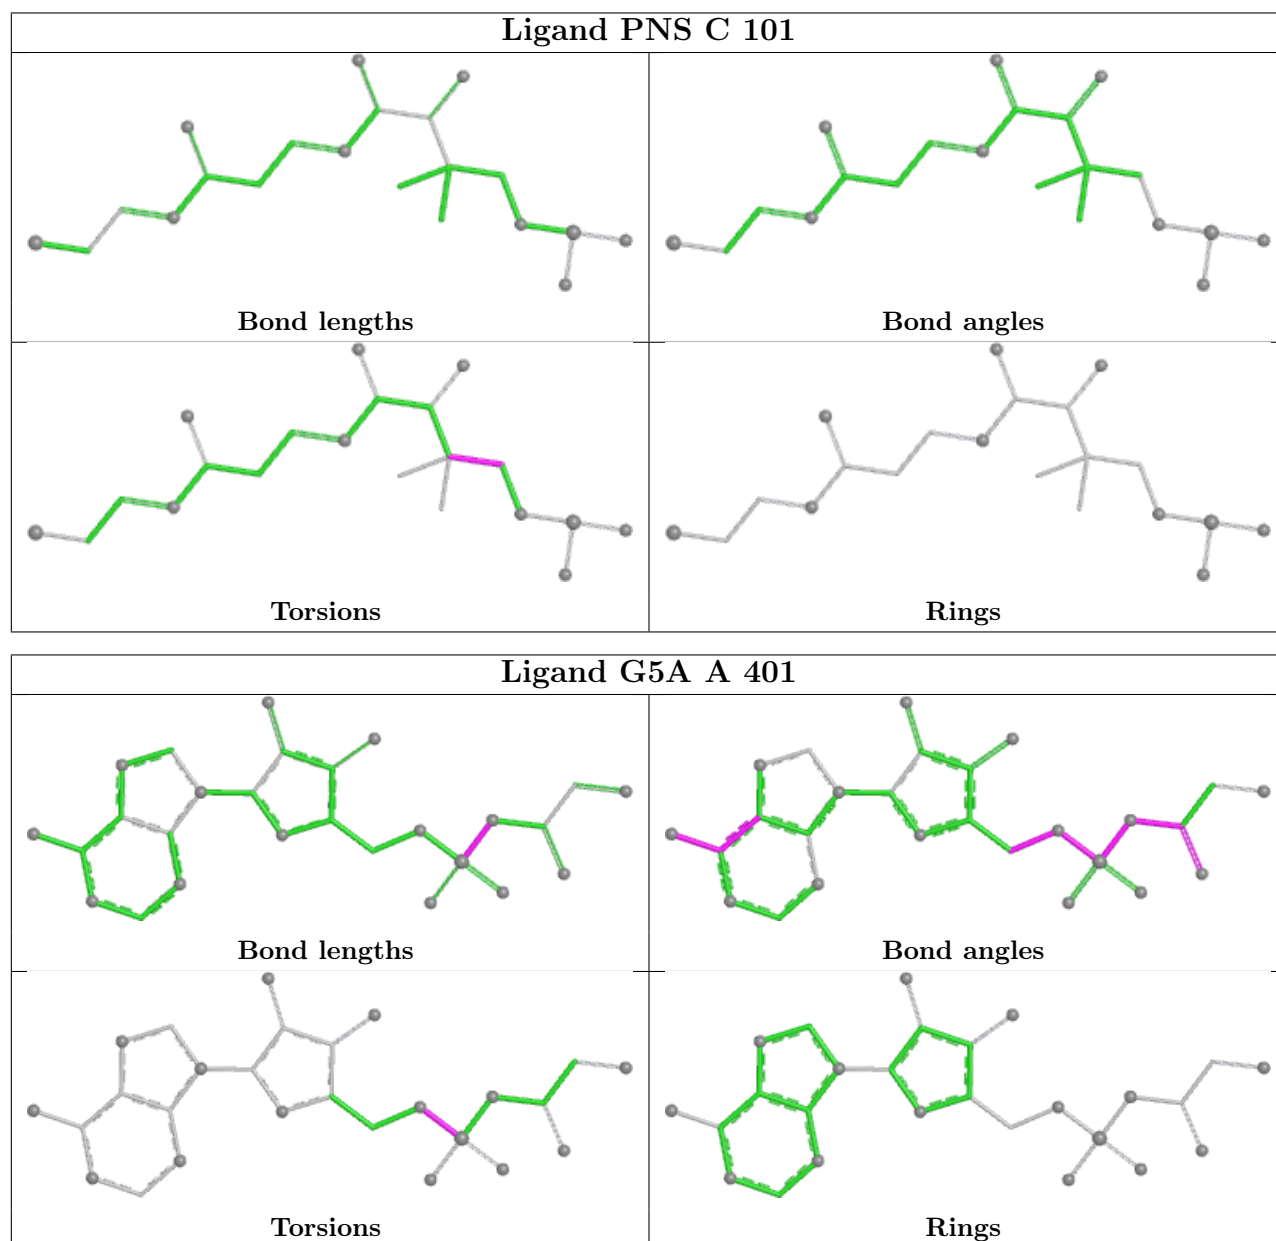 Ligand PNS C 101
Bond lengths
Bond angles
Torsions
Rings
Ligand G5A A 401
Bond lengths
Bond angles
Torsions
Rings